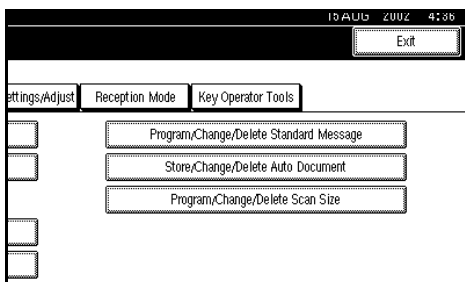 15 AUG 2002 4:36
Exit
ettings/Adjust Reception Mode Key Operator Tools
Program/Change/Delete Standard Message
Store/Change/Delete Auto Document
Program/Change/Delete Scan Size